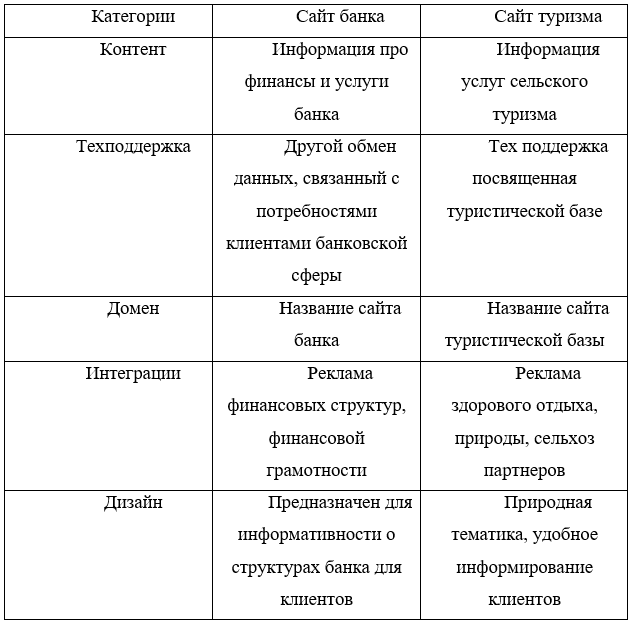 Категории
Сайт банка
Сайт туризма
Контент
Информация про
финансы и услуги
банка
Информация
услуг сельского
туризма
Техподдержка
Другой обмен
данных, связанный с
потребностями
клиентами банковской
сферы
Тех поддержка
посвященная
туристической базе
Домен
Название сайта
банка
Название сайта
туристической базы
Интеграции
Реклама
финансовых структур,
финансовой
грамотности
Реклама
здорового отдыха,
природы, сельхоз
партнеров
Дизайн
Предназначен для
информативности о
структурах банка для
клиентов
Природная
тематика, удобное
информирование
клиентов